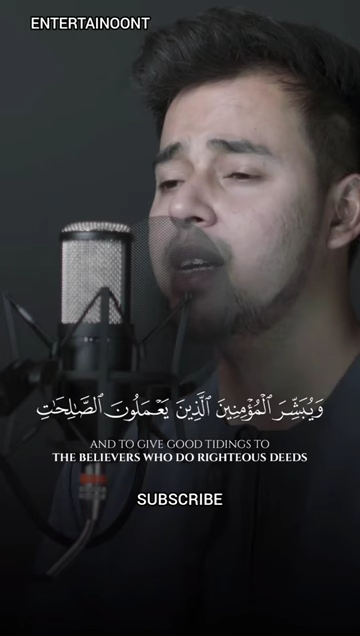 ENTERTAINOONT
وَيُبَشِّرَ ٱلْمُؤْمِنِينَ ٱلَّذِينَ يَعْمَلُونَ ٱلصَّـٰلِحَـٰتِ
AND TO GIVE GOOD TIDINGS TO
THE BELIEVERS WHO DO RIGHTEOUS DEEDS
SUBSCRIBE